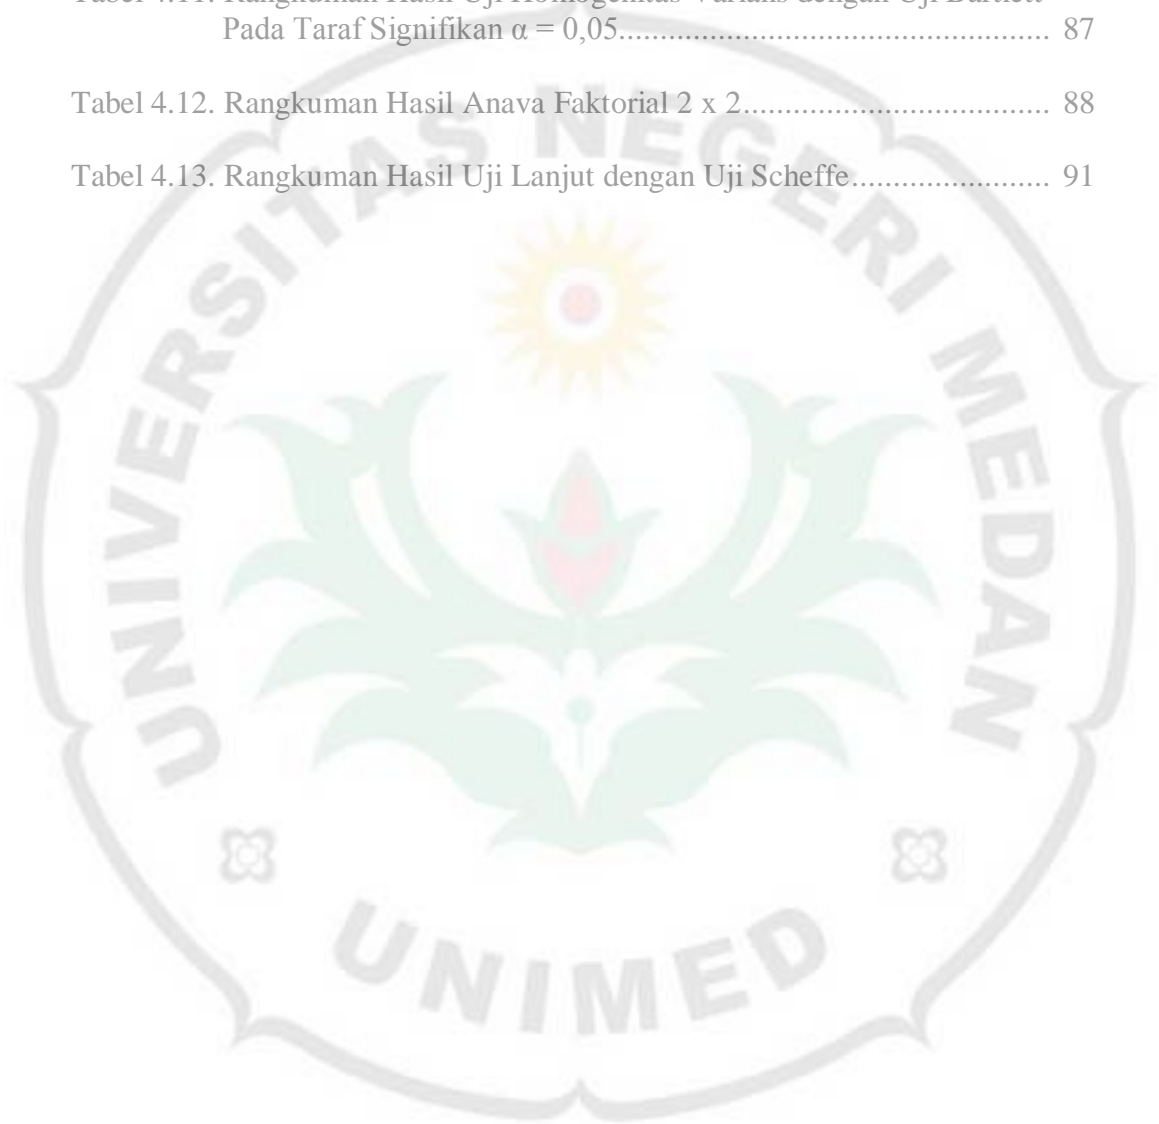 Tabel 4.11. Rangkuman Hasil Uji Homogenitas Varians dengan Uji Bartlett
Pada Taraf Signifikan α = 0,05.................................................... 87
Tabel 4.12. Rangkuman Hasil Anava Faktorial 2 x 2..................................... 88
Tabel 4.13. Rangkuman Hasil Uji Lanjut dengan Uji Scheffe........................ 91
UNIVERSITAS NEGERI MEDAN
UNIMED